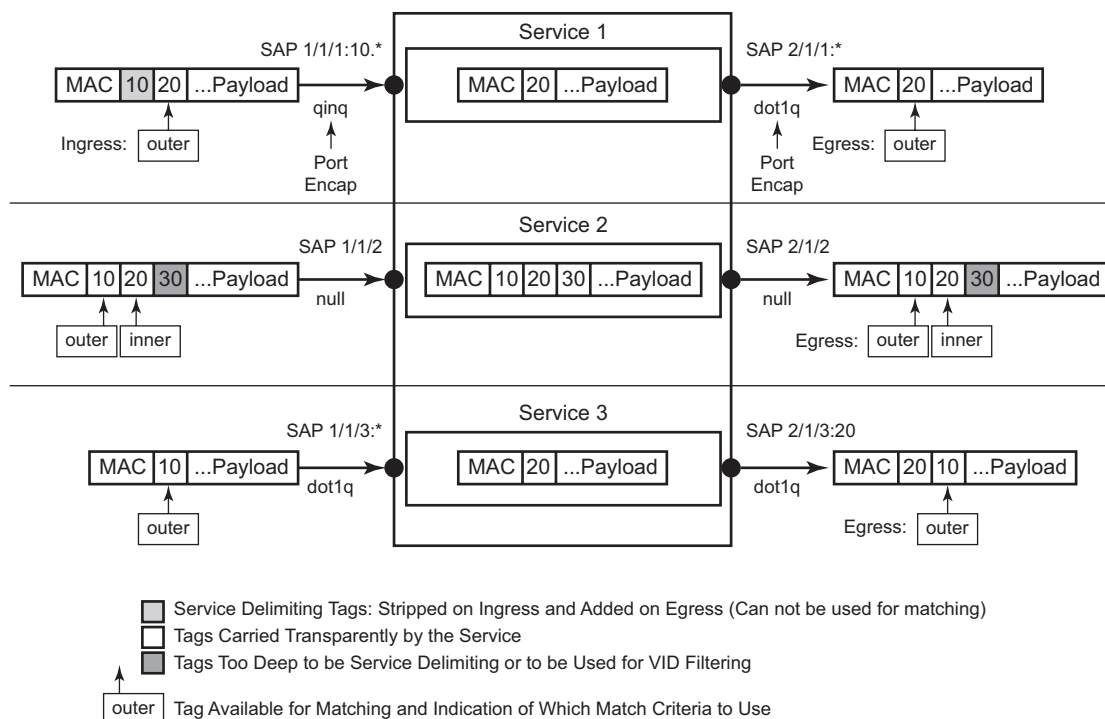 Service 1
SAP 1/1/1:10.*
SAP 2/1/1:*
MAC 10 20 ...Payload
MAC 20 ...Payload
MAC 20 ...Payload
qinq
dot1q
Ingress: outer
Egress: outer
Port
Encap
Port
Encap
Service 2
SAP 1/1/2
SAP 2/1/2
MAC 10 20 30 ...Payload
MAC 10 20 30 ...Payload
MAC 10 20 30 ...Payload
null
null
outer inner
Egress: outer inner
Service 3
SAP 1/1/3:*
SAP 2/1/3:20
MAC 10 ...Payload
MAC 20 ...Payload
MAC 20 10 ...Payload
dot1q
dot1q
outer
Egress: outer
Service Delimiting Tags: Stripped on Ingress and Added on Egress (Can not be used for matching)
Tags Carried Transparently by the Service
Tags Too Deep to be Service Delimiting or to be Used for VID Filtering
outer Tag Available for Matching and Indication of Which Match Criteria to Use